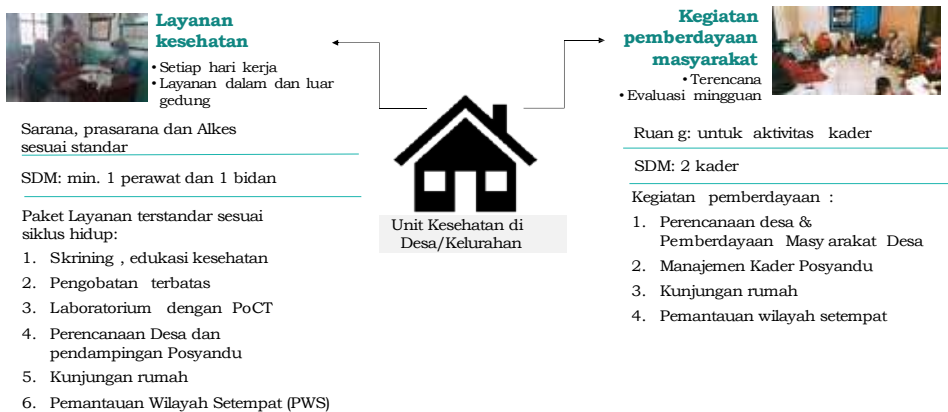 Layanan
kesehatan
• Setiap hari kerja
• Layanan dalam dan luar
gedung
Sarana, prasarana dan Alkes
sesuai standar
SDM: min. 1 perawat dan 1 bidan
Paket Layanan terstandar sesuai
siklus hidup:
1. Skrining , edukasi kesehatan
2. Pengobatan terbatas
3. Laboratorium dengan PoCT
4. Perencanaan Desa dan
pendampingan Posyandu
5. Kunjungan rumah
6. Pemantauan Wilayah Setempat (PWS)
Unit Kesehatan di
Desa/Kelurahan
Kegiatan
pemberdayaan
masyarakat
• Terencana
• Evaluasi mingguan
Ruan g: untuk aktivitas kader
SDM: 2 kader
Kegiatan pemberdayaan :
1. Perencanaan desa &
Pemberdayaan Masy arakat Desa
2. Manajemen Kader Posyandu
3. Kunjungan rumah
4. Pemantauan wilayah setempat